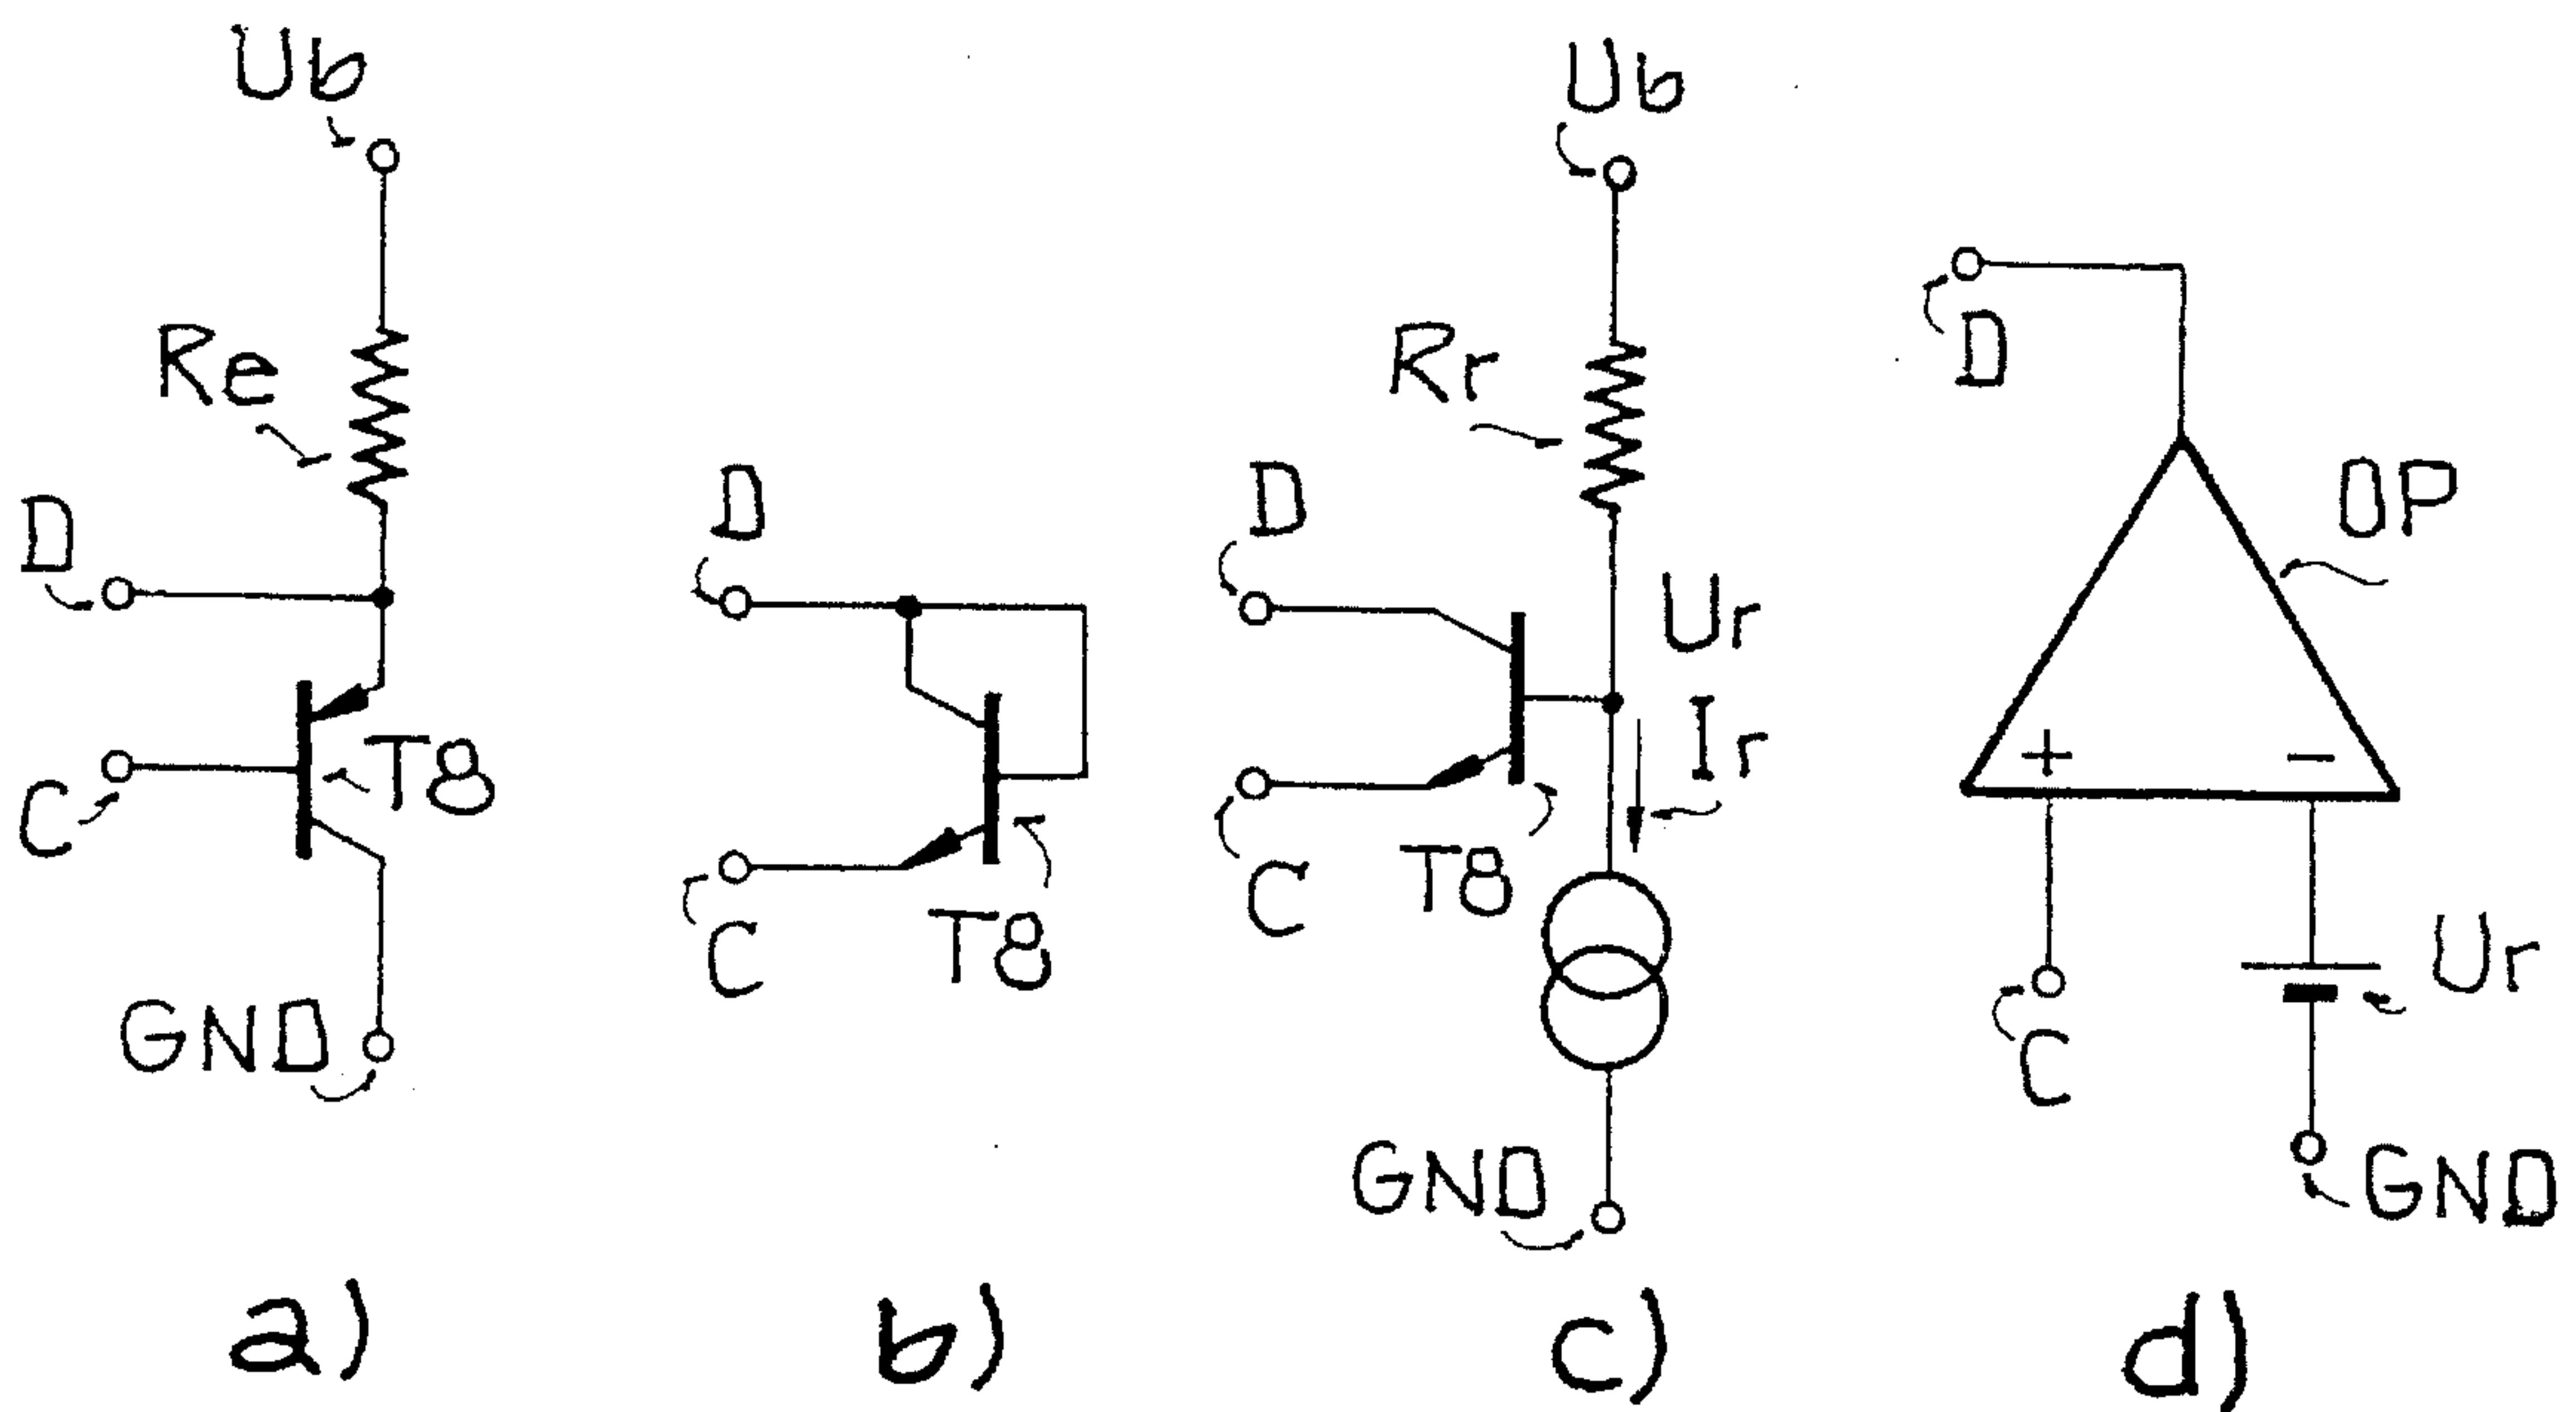 Ub
Re
D
C
T8
GND
a)
D
C
T8
b)
Ub
Rr
D
Ur
Ir
C
T8
GND
c)
D
OP
+
−
C
Ur
GND
d)